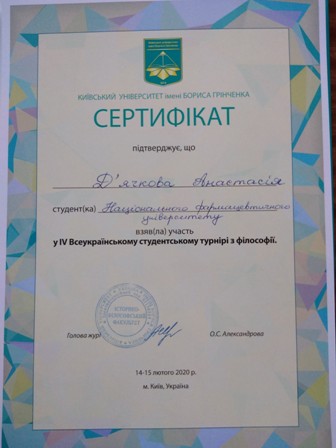 КИЇВСЬКИЙ УНІВЕРСИТЕТ імені БОРИСА ГРІНЧЕНКА
СЕРТИФІКАТ
підтверджує, що
Д'ячкова Анастасія
студент(ка) Національного фармацевтичного
університету
взяв(ла) участь
у IV Всеукраїнському студентському турнірі з філософії.
Голова журі
О.С. Александрова
14-15 лютого 2020 р.
м. Київ, Україна